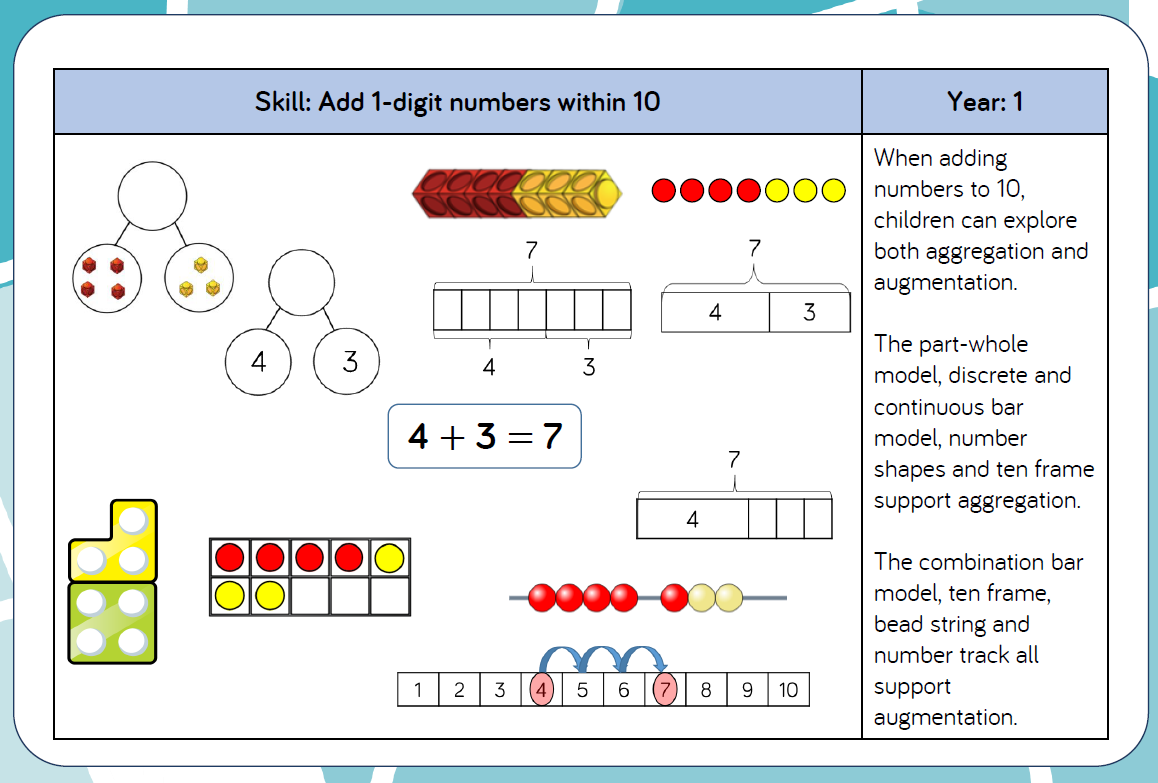 Skill: Add 1-digit numbers within 10
Year: 1
7
7
4 3
4 3
4 3
4 + 3 = 7
7
4
1 2 3 4 5 6 7 8 9 10
When adding
numbers to 10,
children can explore
both aggregation and
augmentation.
The part-whole
model, discrete and
continuous bar
model, number
shapes and ten frame
support aggregation.
The combination bar
model, ten frame,
bead string and
number track all
support
augmentation.